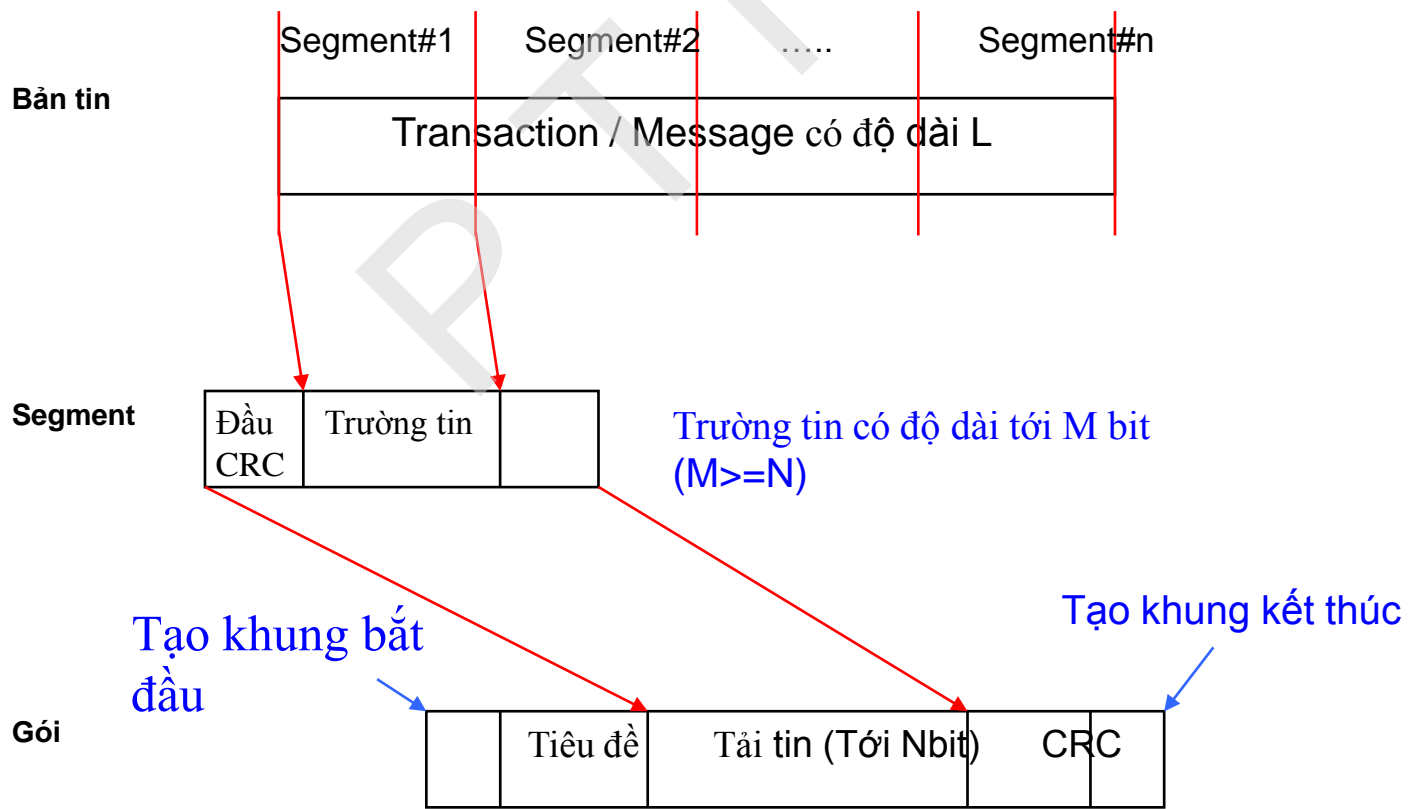 Segment#1 Segment#2 ..... Segment#n
Bản tin
Transaction / Message có độ dài L
Segment
Đầu
CRC
Trường tin
Trường tin có độ dài tới M bit
(M>=N)
Tạo khung bắt
đầu
Tạo khung kết thúc
Gói
Tiêu đề
Tải tin (Tới Nbit)
CRC
P T